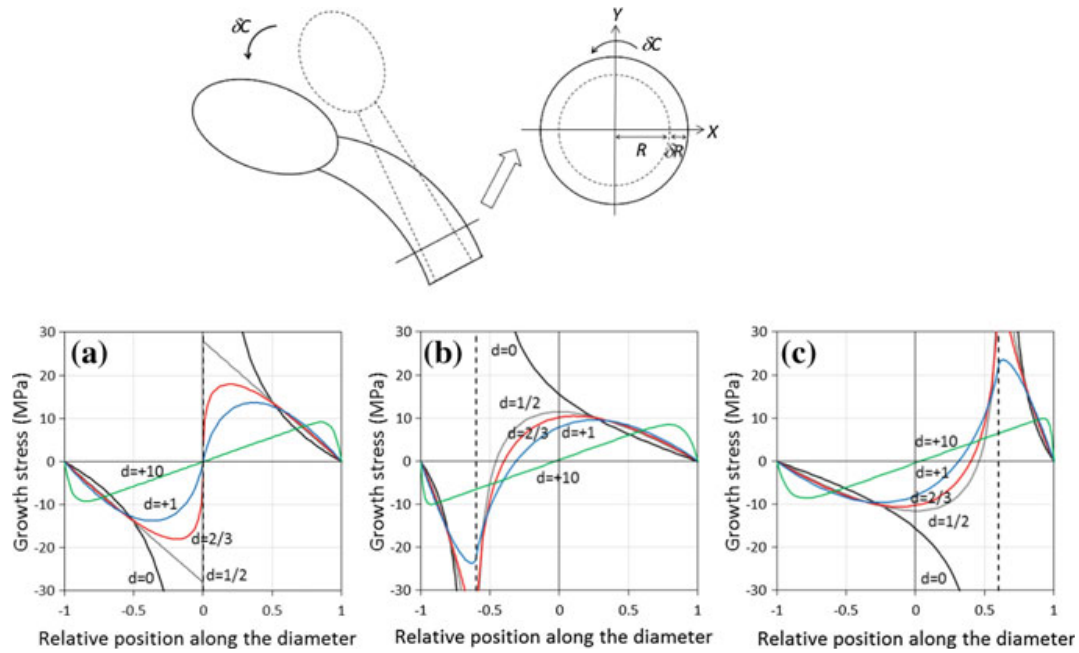 δC
Y
δC
X
R
δR
(a)
Growth stress (MPa)
30
20
10
0
-10
-20
-30
d=+10
d=+1
d=2/3
d=0
d=1/2
-1
-0.5
0
0.5
1
Relative position along the diameter
(b)
Growth stress (MPa)
30
20
10
0
-10
-20
-30
d=0
d=1/2
d=2/3
d=+1
d=+10
-1
-0.5
0
0.5
1
Relative position along the diameter
(c)
Growth stress (MPa)
30
20
10
0
-10
-20
-30
d=+10
d=+1
d=2/3
d=1/2
d=0
-1
-0.5
0
0.5
1
Relative position along the diameter